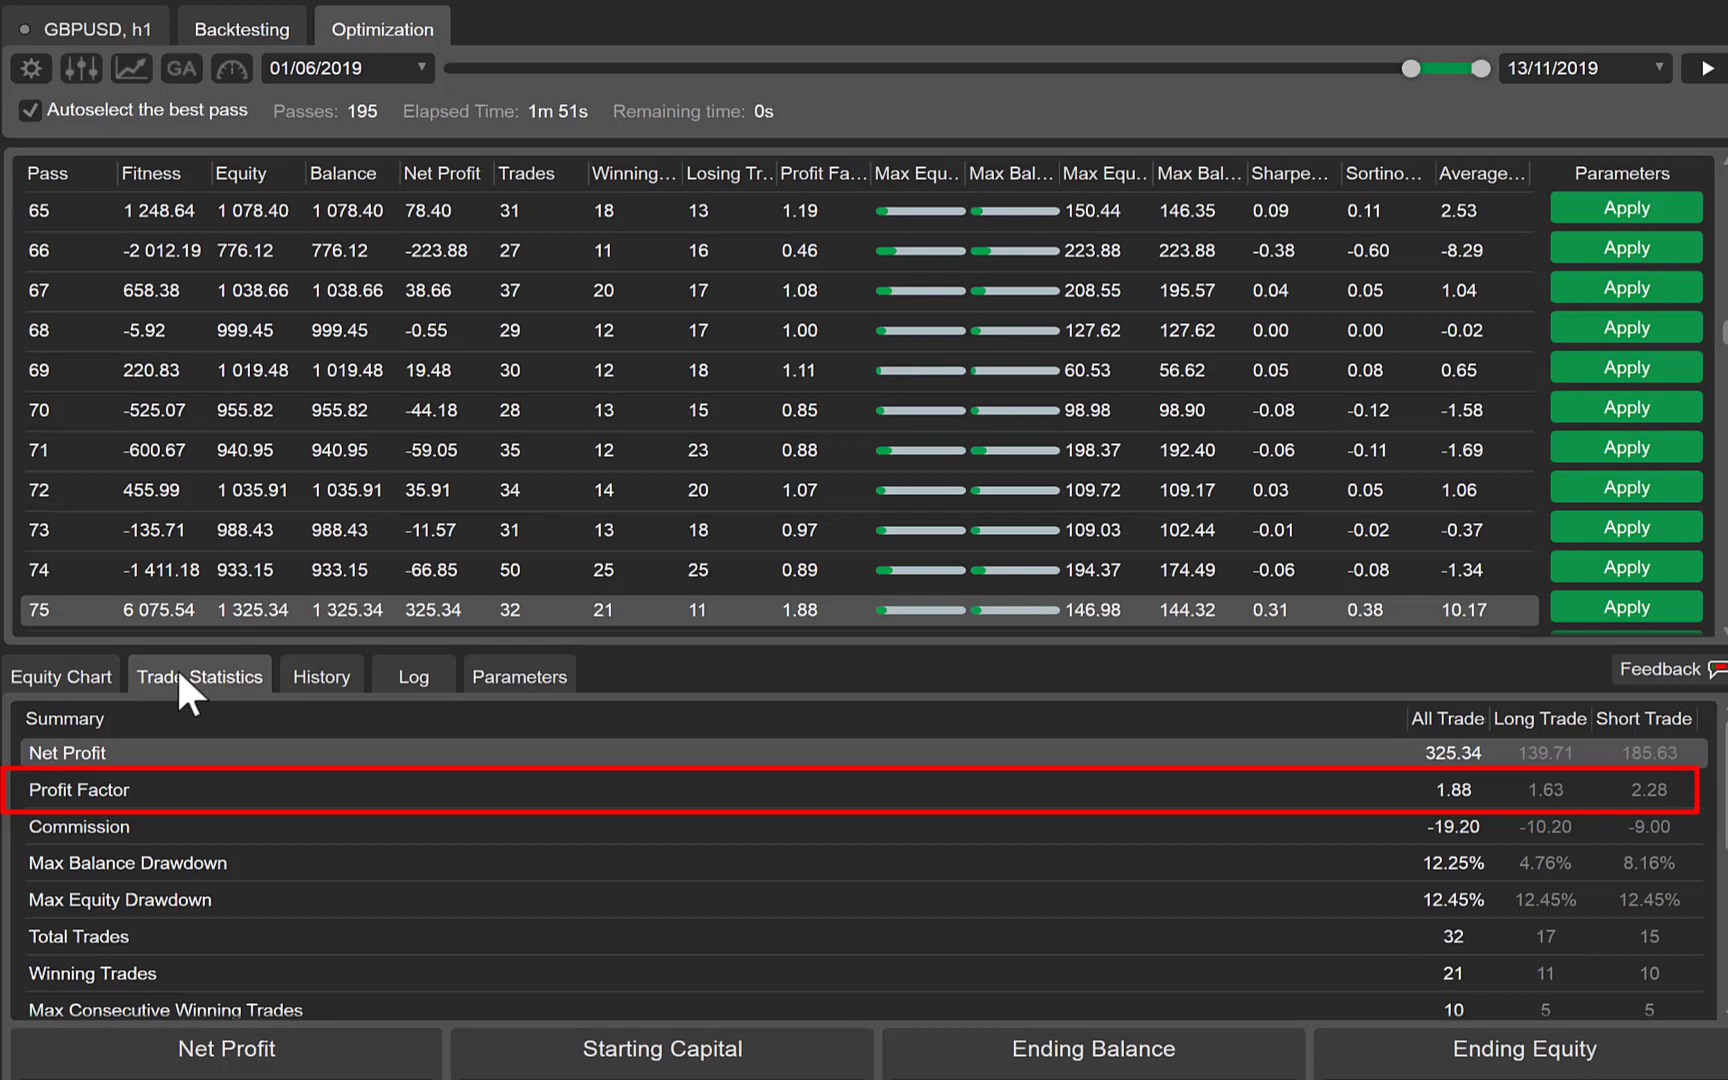 GBPUSD, h1 Backtesting Optimization
GA 01/06/2019 13/11/2019
Autoselect the best pass Passes: 195 Elapsed Time: 1m 51s Remaining time: 0s
Pass Fitness Equity Balance Net Profit Trades Winning... Losing Tr... Profit Fa... Max Equ... Max Bal... Max Equ... Max Bal... Sharpe... Sortino... Average... Parameters
65 1 248.64 1 078.40 1 078.40 78.40 31 18 13 1.19 150.44 146.35 0.09 0.11 2.53 Apply
66 -2 012.19 776.12 776.12 -223.88 27 11 16 0.46 223.88 223.88 -0.38 -0.60 -8.29 Apply
67 658.38 1 038.66 1 038.66 38.66 37 20 17 1.08 208.55 195.57 0.04 0.05 1.04 Apply
68 -5.92 999.45 999.45 -0.55 29 12 17 1.00 127.62 127.62 0.00 0.00 -0.02 Apply
69 220.83 1 019.48 1 019.48 19.48 30 12 18 1.11 60.53 56.62 0.05 0.08 0.65 Apply
70 -525.07 955.82 955.82 -44.18 28 13 15 0.85 98.98 98.90 -0.08 -0.12 -1.58 Apply
71 -600.67 940.95 940.95 -59.05 35 12 23 0.88 198.37 192.40 -0.06 -0.11 -1.69 Apply
72 455.99 1 035.91 1 035.91 35.91 34 14 20 1.07 109.72 109.17 0.03 0.05 1.06 Apply
73 -135.71 988.43 988.43 -11.57 31 13 18 0.97 109.03 102.44 -0.01 -0.02 -0.37 Apply
74 -1 411.18 933.15 933.15 -66.85 50 25 25 0.89 194.37 174.49 -0.06 -0.08 -1.34 Apply
75 6 075.54 1 325.34 1 325.34 325.34 32 21 11 1.88 146.98 144.32 0.31 0.38 10.17 Apply
Equity Chart Trade Statistics History Log Parameters Feedback
Summary All Trade Long Trade Short Trade
Net Profit 325.34 139.71 185.63
Profit Factor 1.88 1.63 2.28
Commission -19.20 -10.20 -9.00
Max Balance Drawdown 12.25% 4.76% 8.16%
Max Equity Drawdown 12.45% 12.45% 12.45%
Total Trades 32 17 15
Winning Trades 21 11 10
Max Consecutive Winning Trades 10 5 5
Net Profit Starting Capital Ending Balance Ending Equity